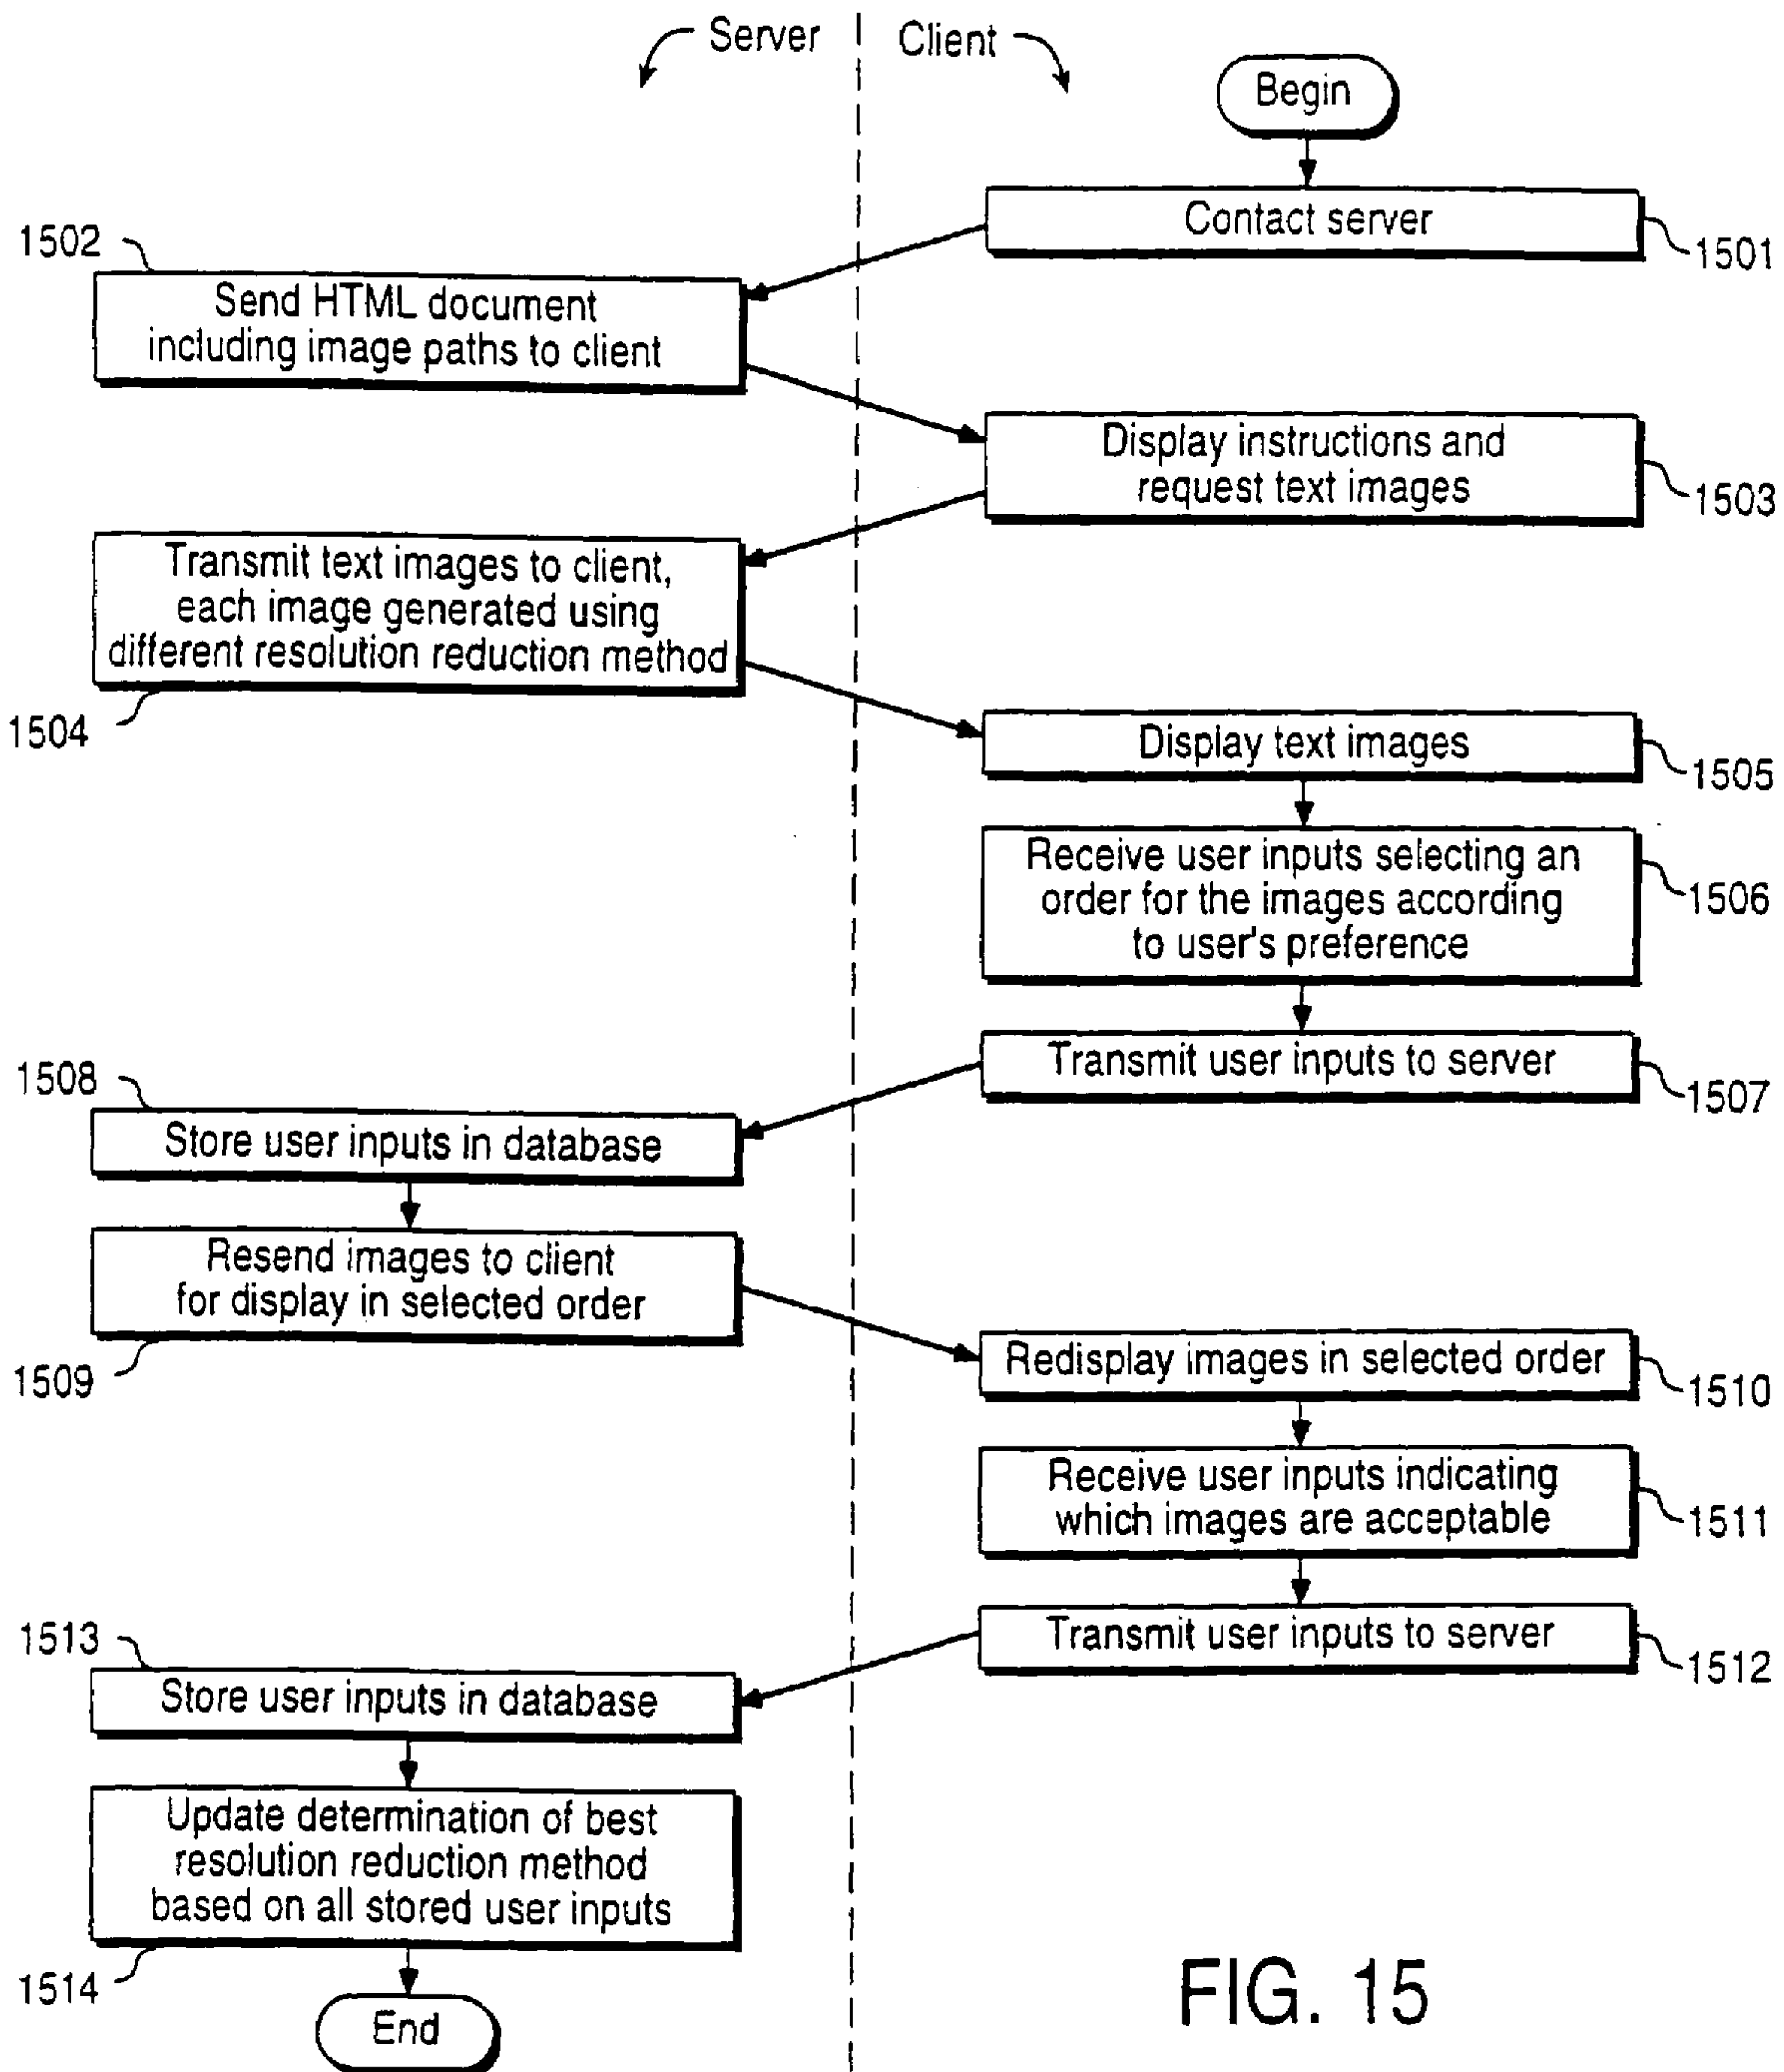 Server
Client
Begin
Contact server
1501
1502
Send HTML document
including image paths to client
Display instructions and
request text images
1503
Transmit text images to client,
each image generated using
different resolution reduction method
1504
Display text images
1505
Receive user inputs selecting an
order for the images according
to user's preference
1506
Transmit user inputs to server
1507
1508
Store user inputs in database
Resend images to client
for display in selected order
1509
Redisplay images in selected order
1510
Receive user inputs indicating
which images are acceptable
1511
Transmit user inputs to server
1512
1513
Store user inputs in database
Update determination of best
resolution reduction method
based on all stored user inputs
1514
End
FIG. 15